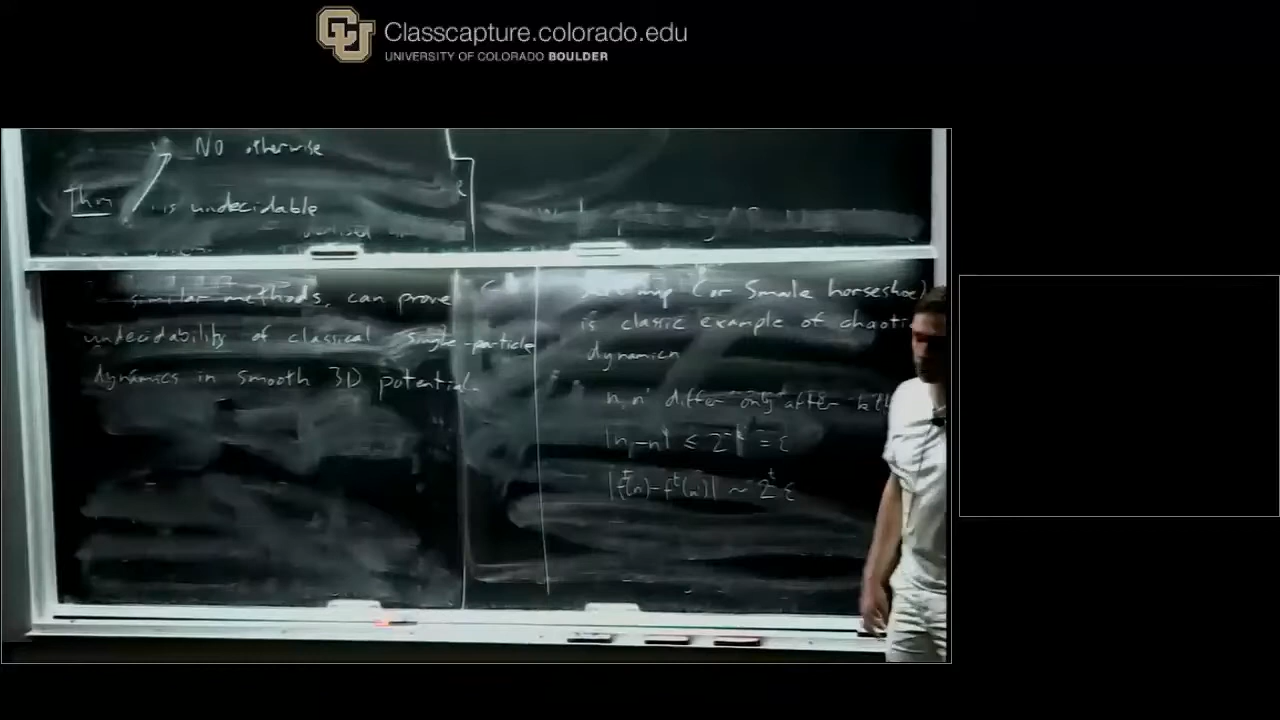 Classcapture.colorado.edu
UNIVERSITY OF COLORADO BOULDER
NO otherwise
Thm is undecidable
similar methods, can prove
undecidability of classical single-particle
dynamics in smooth 3D potential.
map (or Smale horseshoe)
is classic example of chaotic
dynamics
n, n' differ only after
|n-n'| ≤ 2^-k = ε
|f^t(n)-f^t(n')| ~ 2^t ε